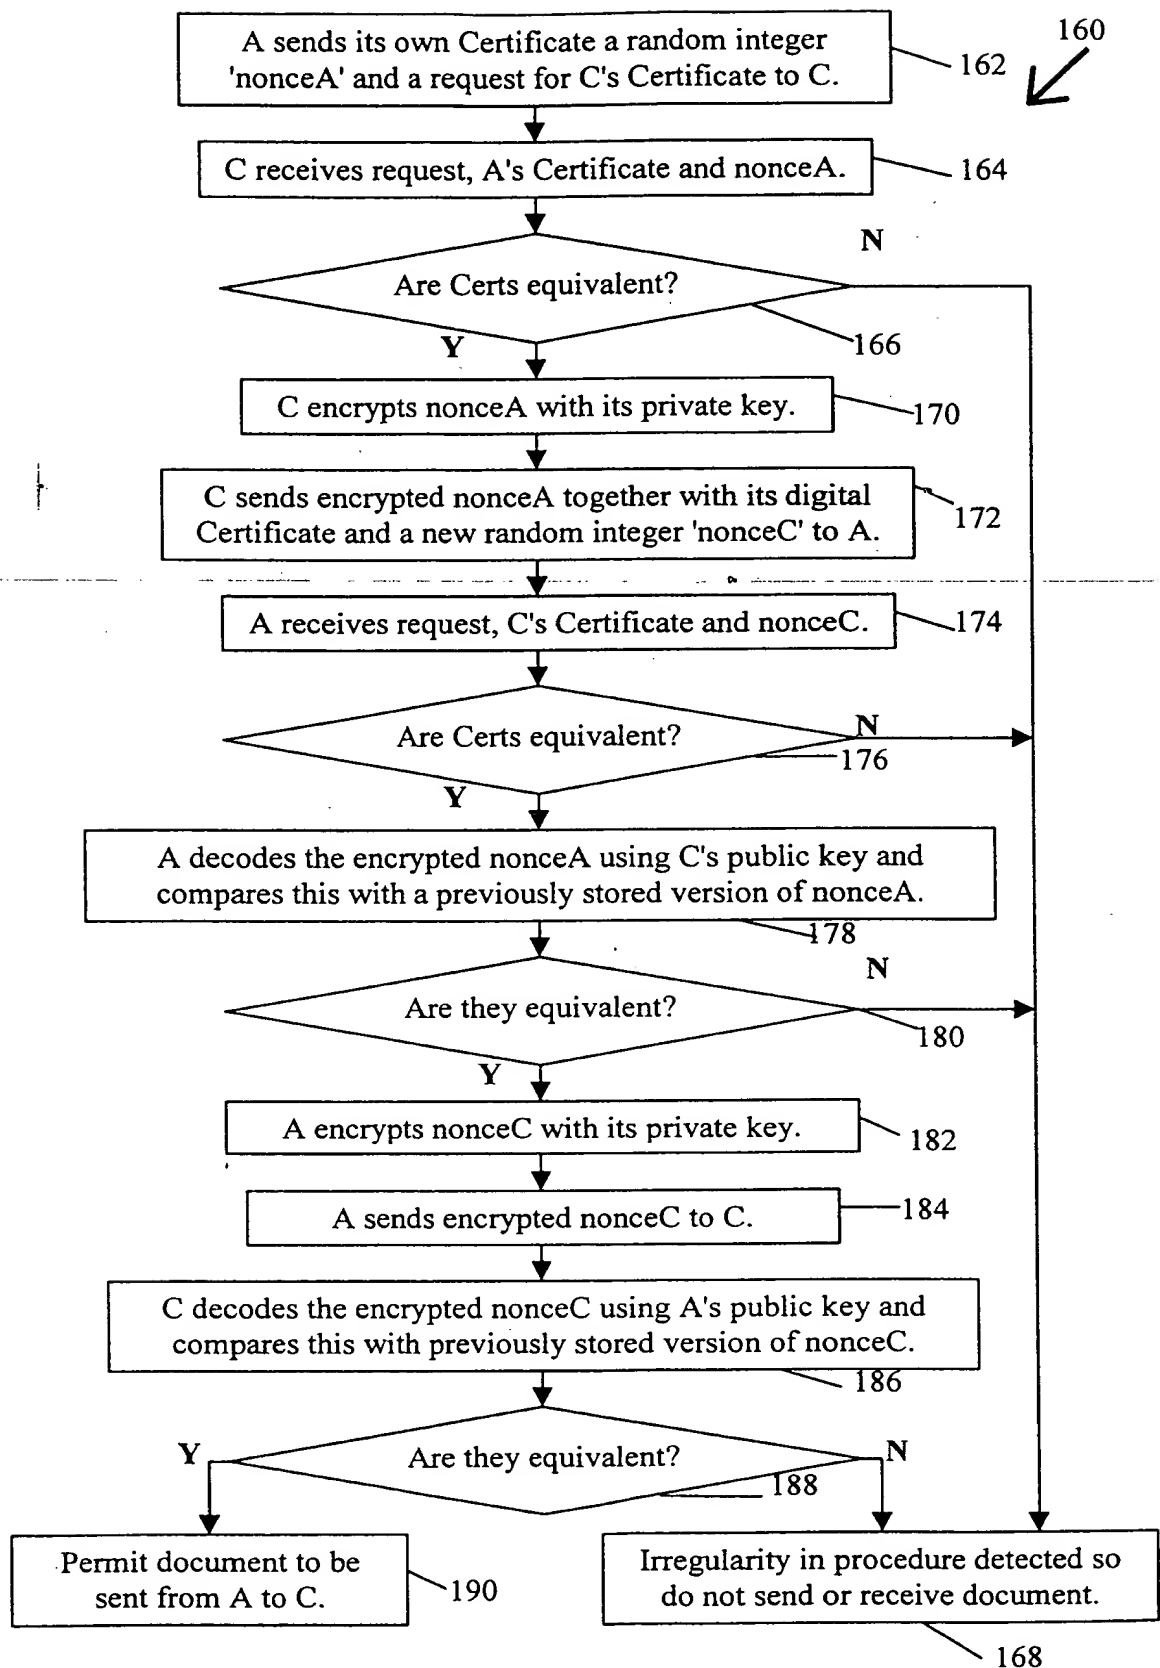 160
A sends its own Certificate a random integer
'nonceA' and a request for C's Certificate to C.
162
C receives request, A's Certificate and nonceA.
164
N
Are Certs equivalent?
166
Y
C encrypts nonceA with its private key.
170
C sends encrypted nonceA together with its digital
Certificate and a new random integer 'nonceC' to A.
172
A receives request, C's Certificate and nonceC.
174
Are Certs equivalent?
N
176
Y
A decodes the encrypted nonceA using C's public key and
compares this with a previously stored version of nonceA.
178
N
Are they equivalent?
180
Y
A encrypts nonceC with its private key.
182
A sends encrypted nonceC to C.
184
C decodes the encrypted nonceC using A's public key and
compares this with previously stored version of nonceC.
186
Y
Are they equivalent?
N
188
Permit document to be
sent from A to C.
190
Irregularity in procedure detected so
do not send or receive document.
168